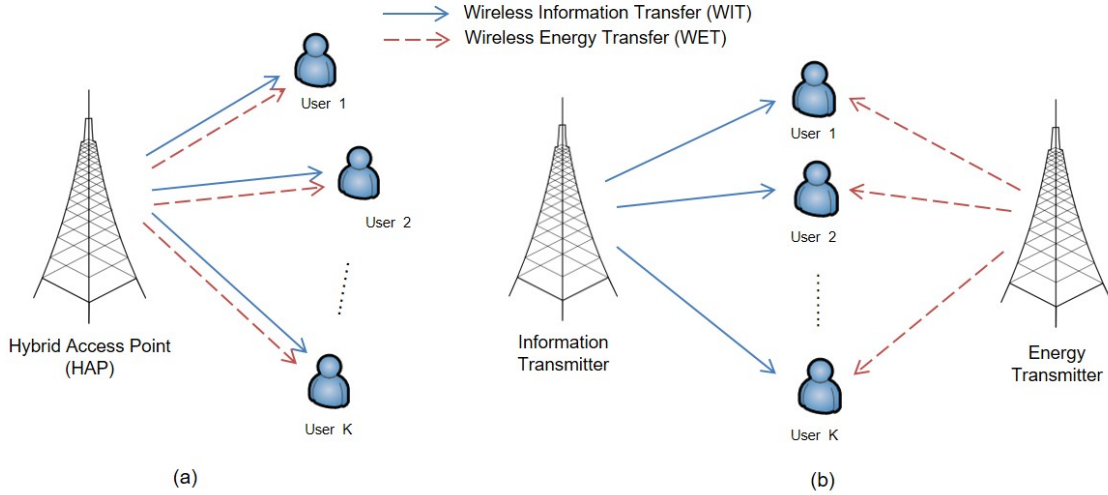 Wireless Information Transfer (WIT)
Wireless Energy Transfer (WET)
User 1
User 2
User K
Hybrid Access Point
(HAP)
(a)
User 1
User 2
User K
Information
Transmitter
Energy
Transmitter
(b)